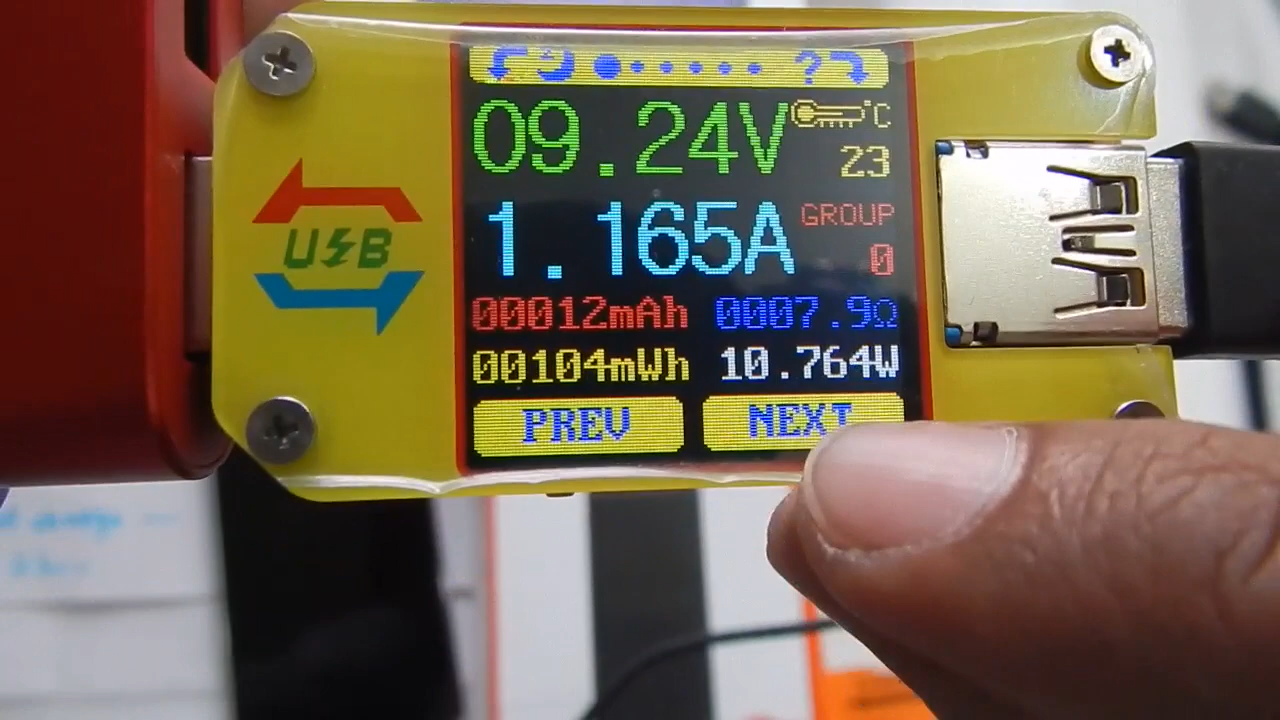 ?
09.24V °C
23
1.165A GROUP
0
USB
00012mAh 0007.9Ω
00104mWh 10.764W
PREV NEXT